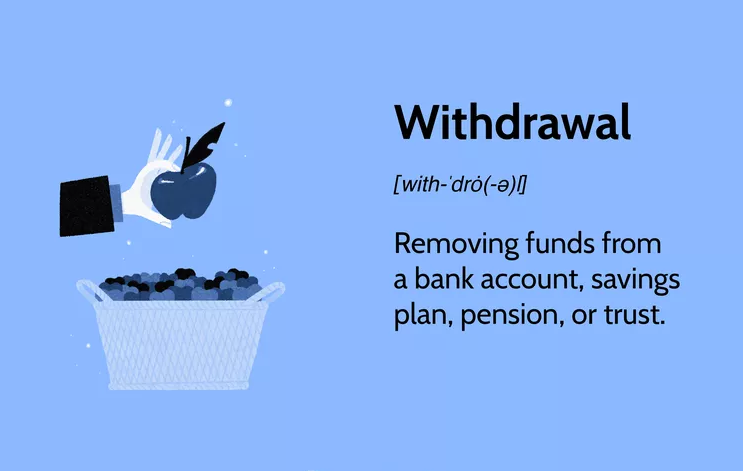 Withdrawal
[with-ˈdrȯ(-ə)l]
Removing funds from
a bank account, savings
plan, pension, or trust.